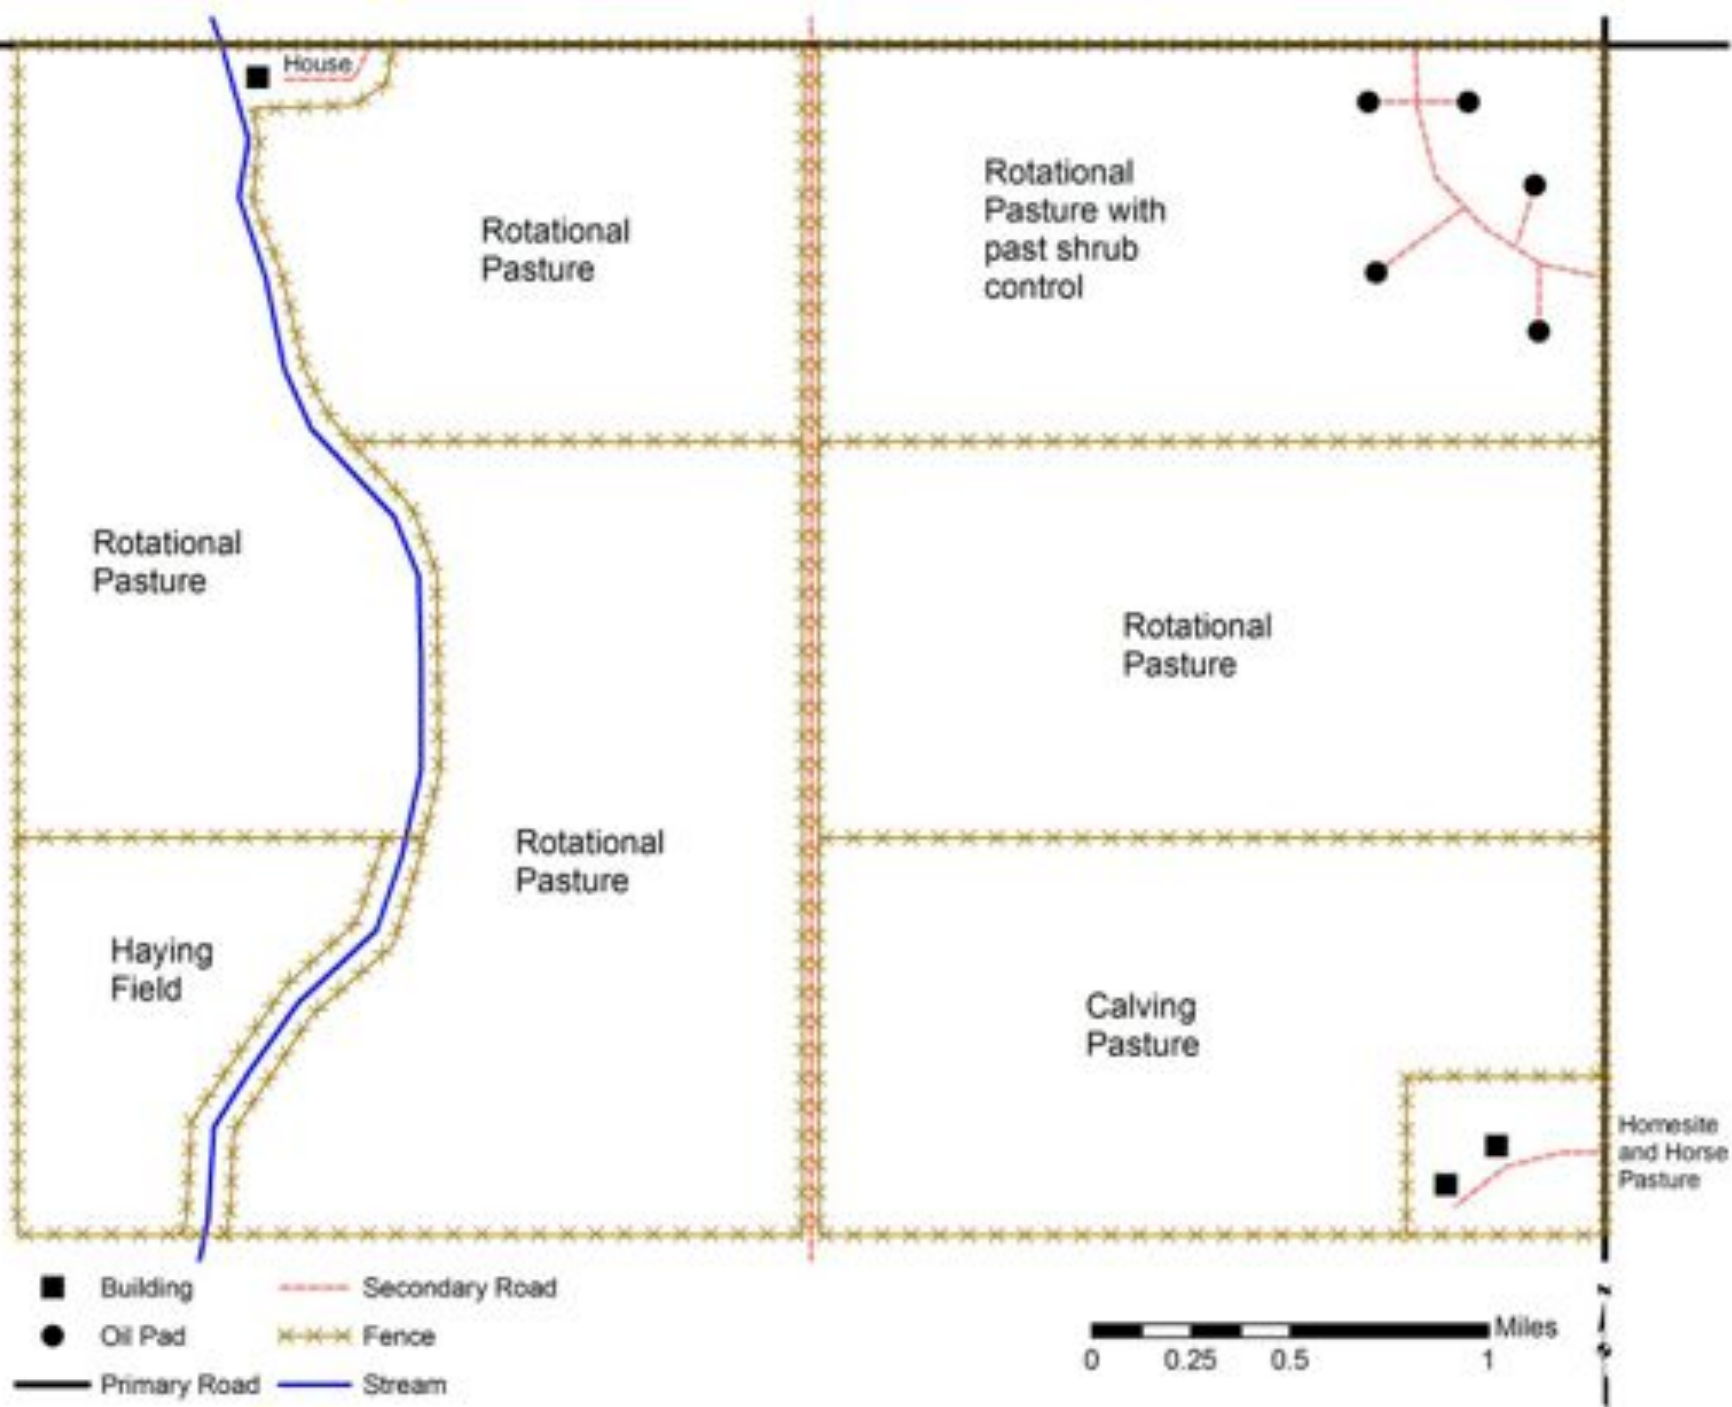 House
Rotational
Pasture
Rotational
Pasture with
past shrub
control
Rotational
Pasture
Rotational
Pasture
Rotational
Pasture
Haying
Field
Calving
Pasture
Homesite
and Horse
Pasture
Building
Secondary Road
Oil Pad
Fence
Primary Road
Stream
Miles
0 0.25 0.5 1